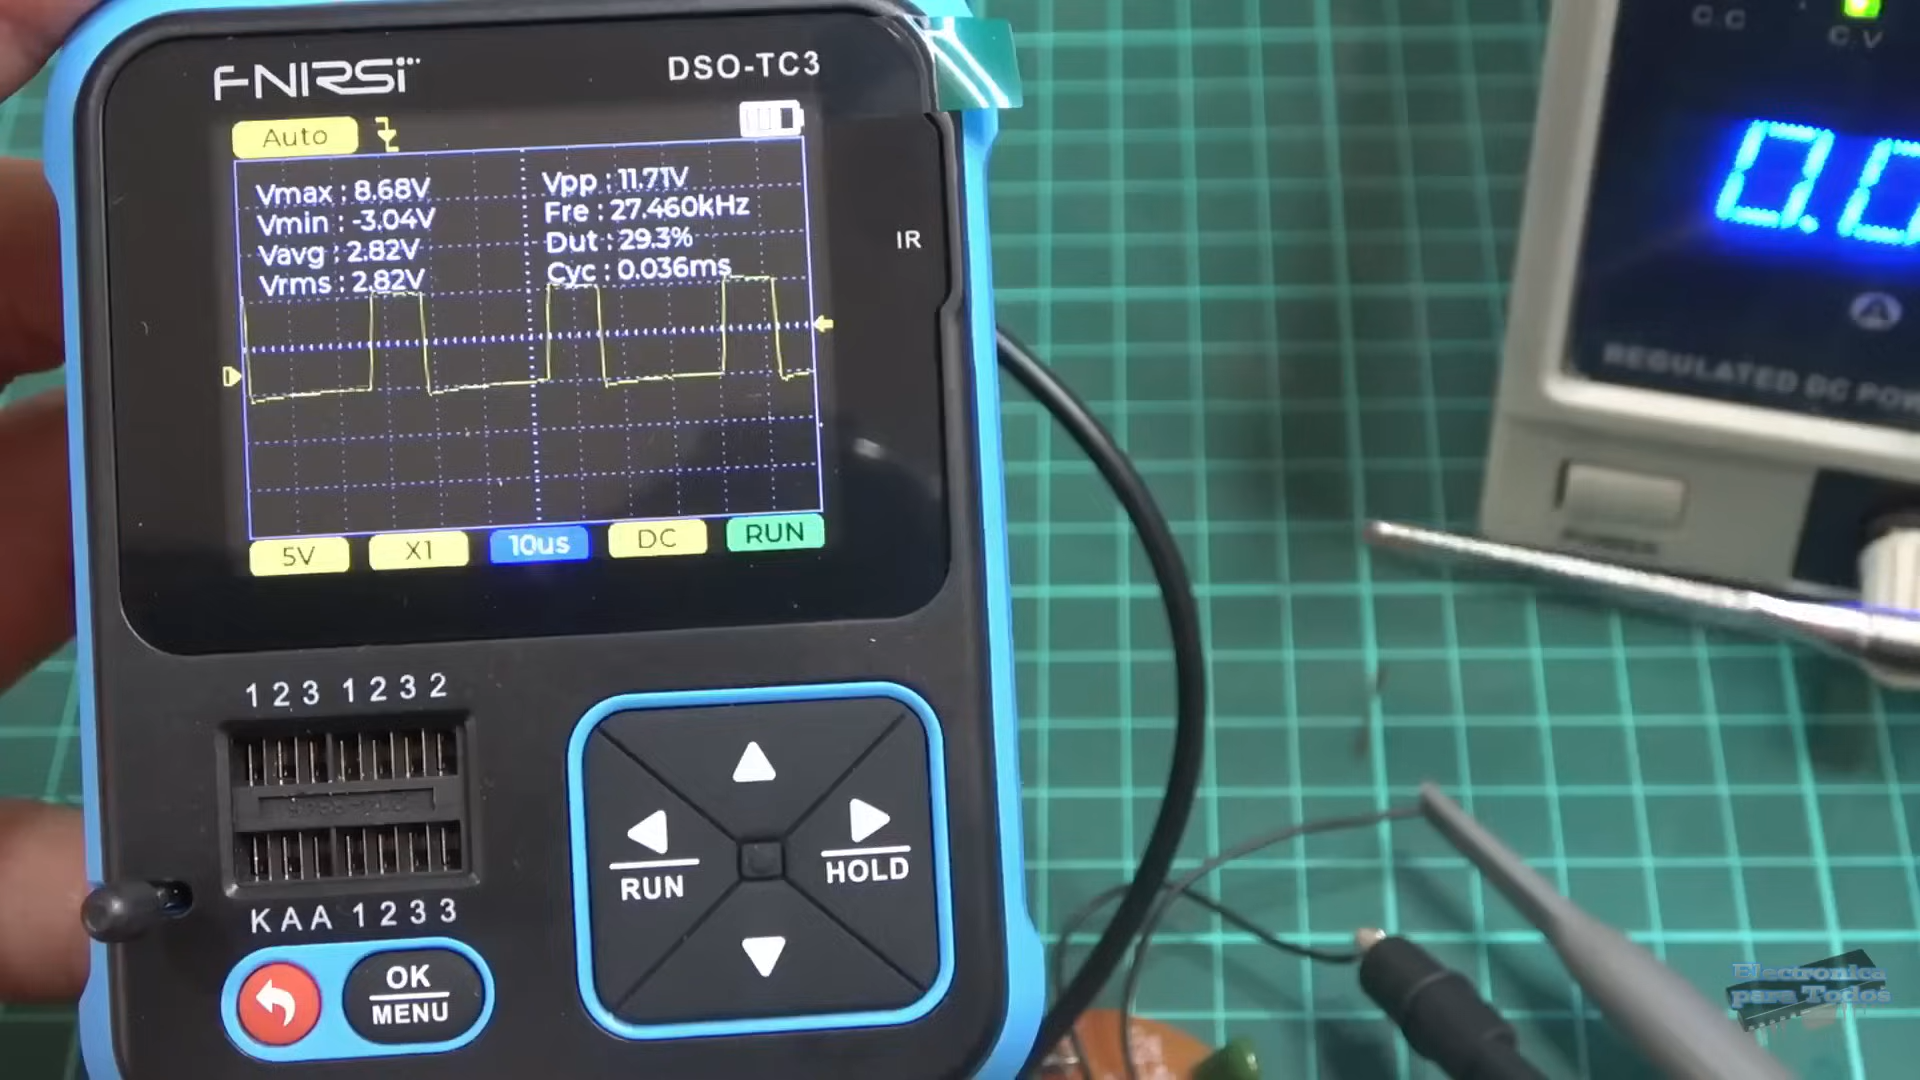 FNIRSI
DSO-TC3
Auto
Vmax : 8.68V
Vmin : -3.04V
Vavg : 2.82V
Vrms : 2.82V
Vpp : 11.71V
Fre : 27.460kHz
Dut : 29.3%
Cyc : 0.036ms
5V
X1
10us
DC
RUN
IR
1 2 3 1 2 3 2
K A A 1 2 3 3
OK
MENU
RUN
HOLD
C.C
C.V
0.0
A
REGULATED DC POW
POWER
Electronica
para Todos